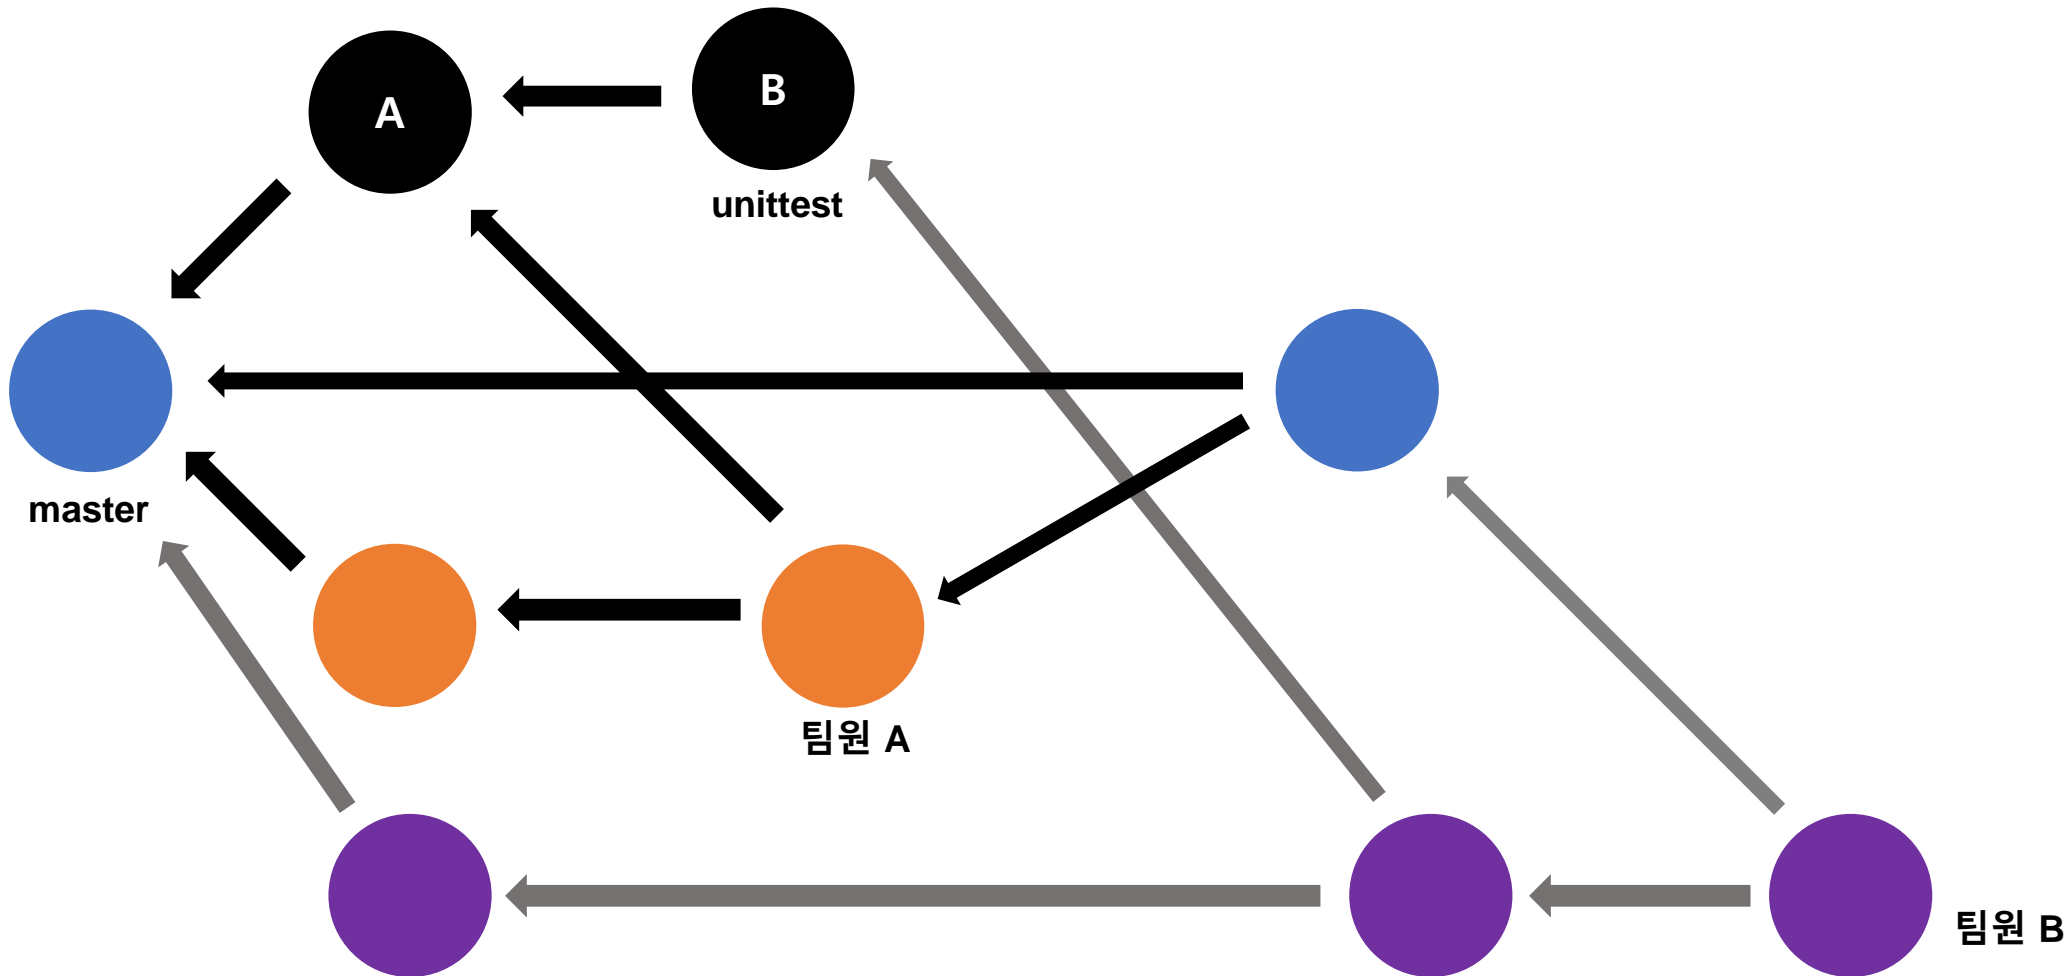 A
B
unittest
master
팀원 A
팀원 B